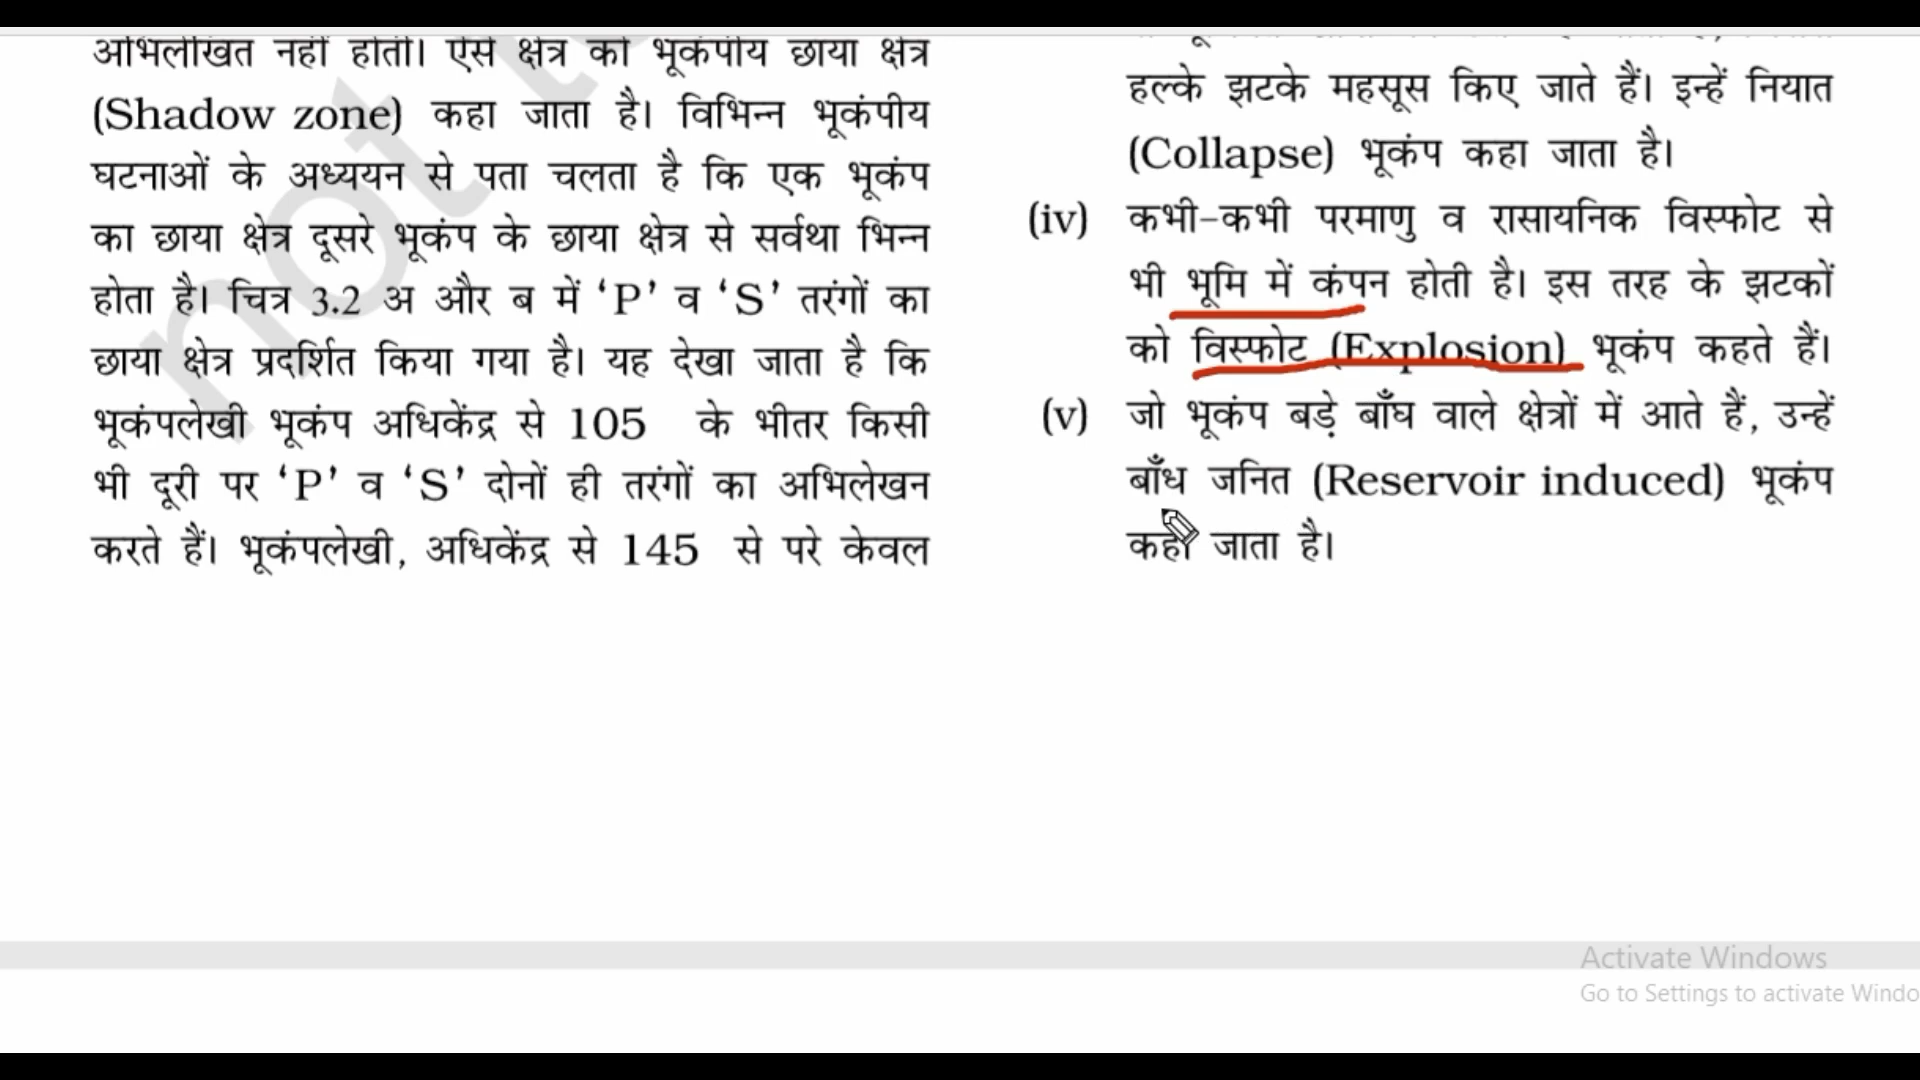 अभिलेखित नहीं होती। ऐसे क्षेत्र को भूकंपीय छाया क्षेत्र
(Shadow zone) कहा जाता है। विभिन्न भूकंपीय
घटनाओं के अध्ययन से पता चलता है कि एक भूकंप
का छाया क्षेत्र दूसरे भूकंप के छाया क्षेत्र से सर्वथा भिन्न
होता है। चित्र 3.2 अ और ब में ‘P’ व ‘S’ तरंगों का
छाया क्षेत्र प्रदर्शित किया गया है। यह देखा जाता है कि
भूकंपलेखी भूकंप अधिकेंद्र से 105 के भीतर किसी
भी दूरी पर ‘P’ व ‘S’ दोनों ही तरंगों का अभिलेखन
करते हैं। भूकंपलेखी, अधिकेंद्र से 145 से परे केवल
हल्के झटके महसूस किए जाते हैं। इन्हें नियात
(Collapse) भूकंप कहा जाता है।
(iv) कभी-कभी परमाणु व रासायनिक विस्फोट से
भी भूमि में कंपन होती है। इस तरह के झटकों
को विस्फोट (Explosion) भूकंप कहते हैं।
(v) जो भूकंप बड़े बाँघ वाले क्षेत्रों में आते हैं, उन्हें
बाँध जनित (Reservoir induced) भूकंप
कहा जाता है।
not
Activate Windows
Go to Settings to activate Windo